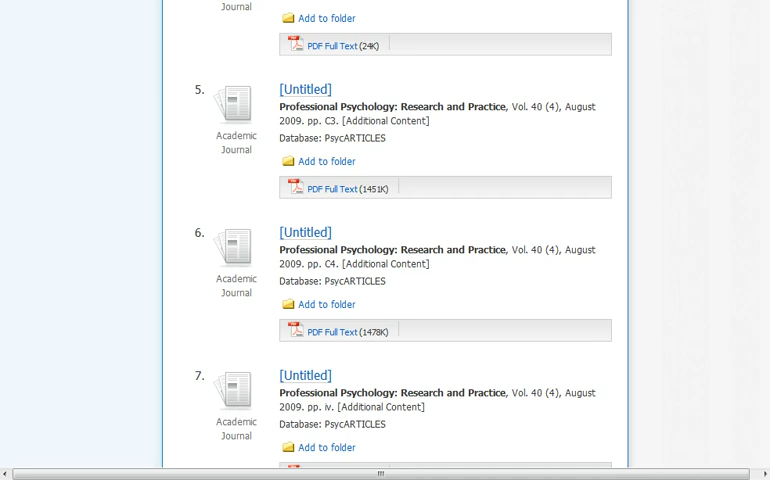 Journal
Add to folder
PDF Full Text (24K)
5.
[Untitled]
Professional Psychology: Research and Practice, Vol. 40 (4), August
2009. pp. C3. [Additional Content]
Academic
Journal
Database: PsycARTICLES
Add to folder
PDF Full Text (1451K)
6.
[Untitled]
Professional Psychology: Research and Practice, Vol. 40 (4), August
2009. pp. C4. [Additional Content]
Academic
Journal
Database: PsycARTICLES
Add to folder
PDF Full Text (1478K)
7.
[Untitled]
Professional Psychology: Research and Practice, Vol. 40 (4), August
2009. pp. iv. [Additional Content]
Academic
Journal
Database: PsycARTICLES
Add to folder